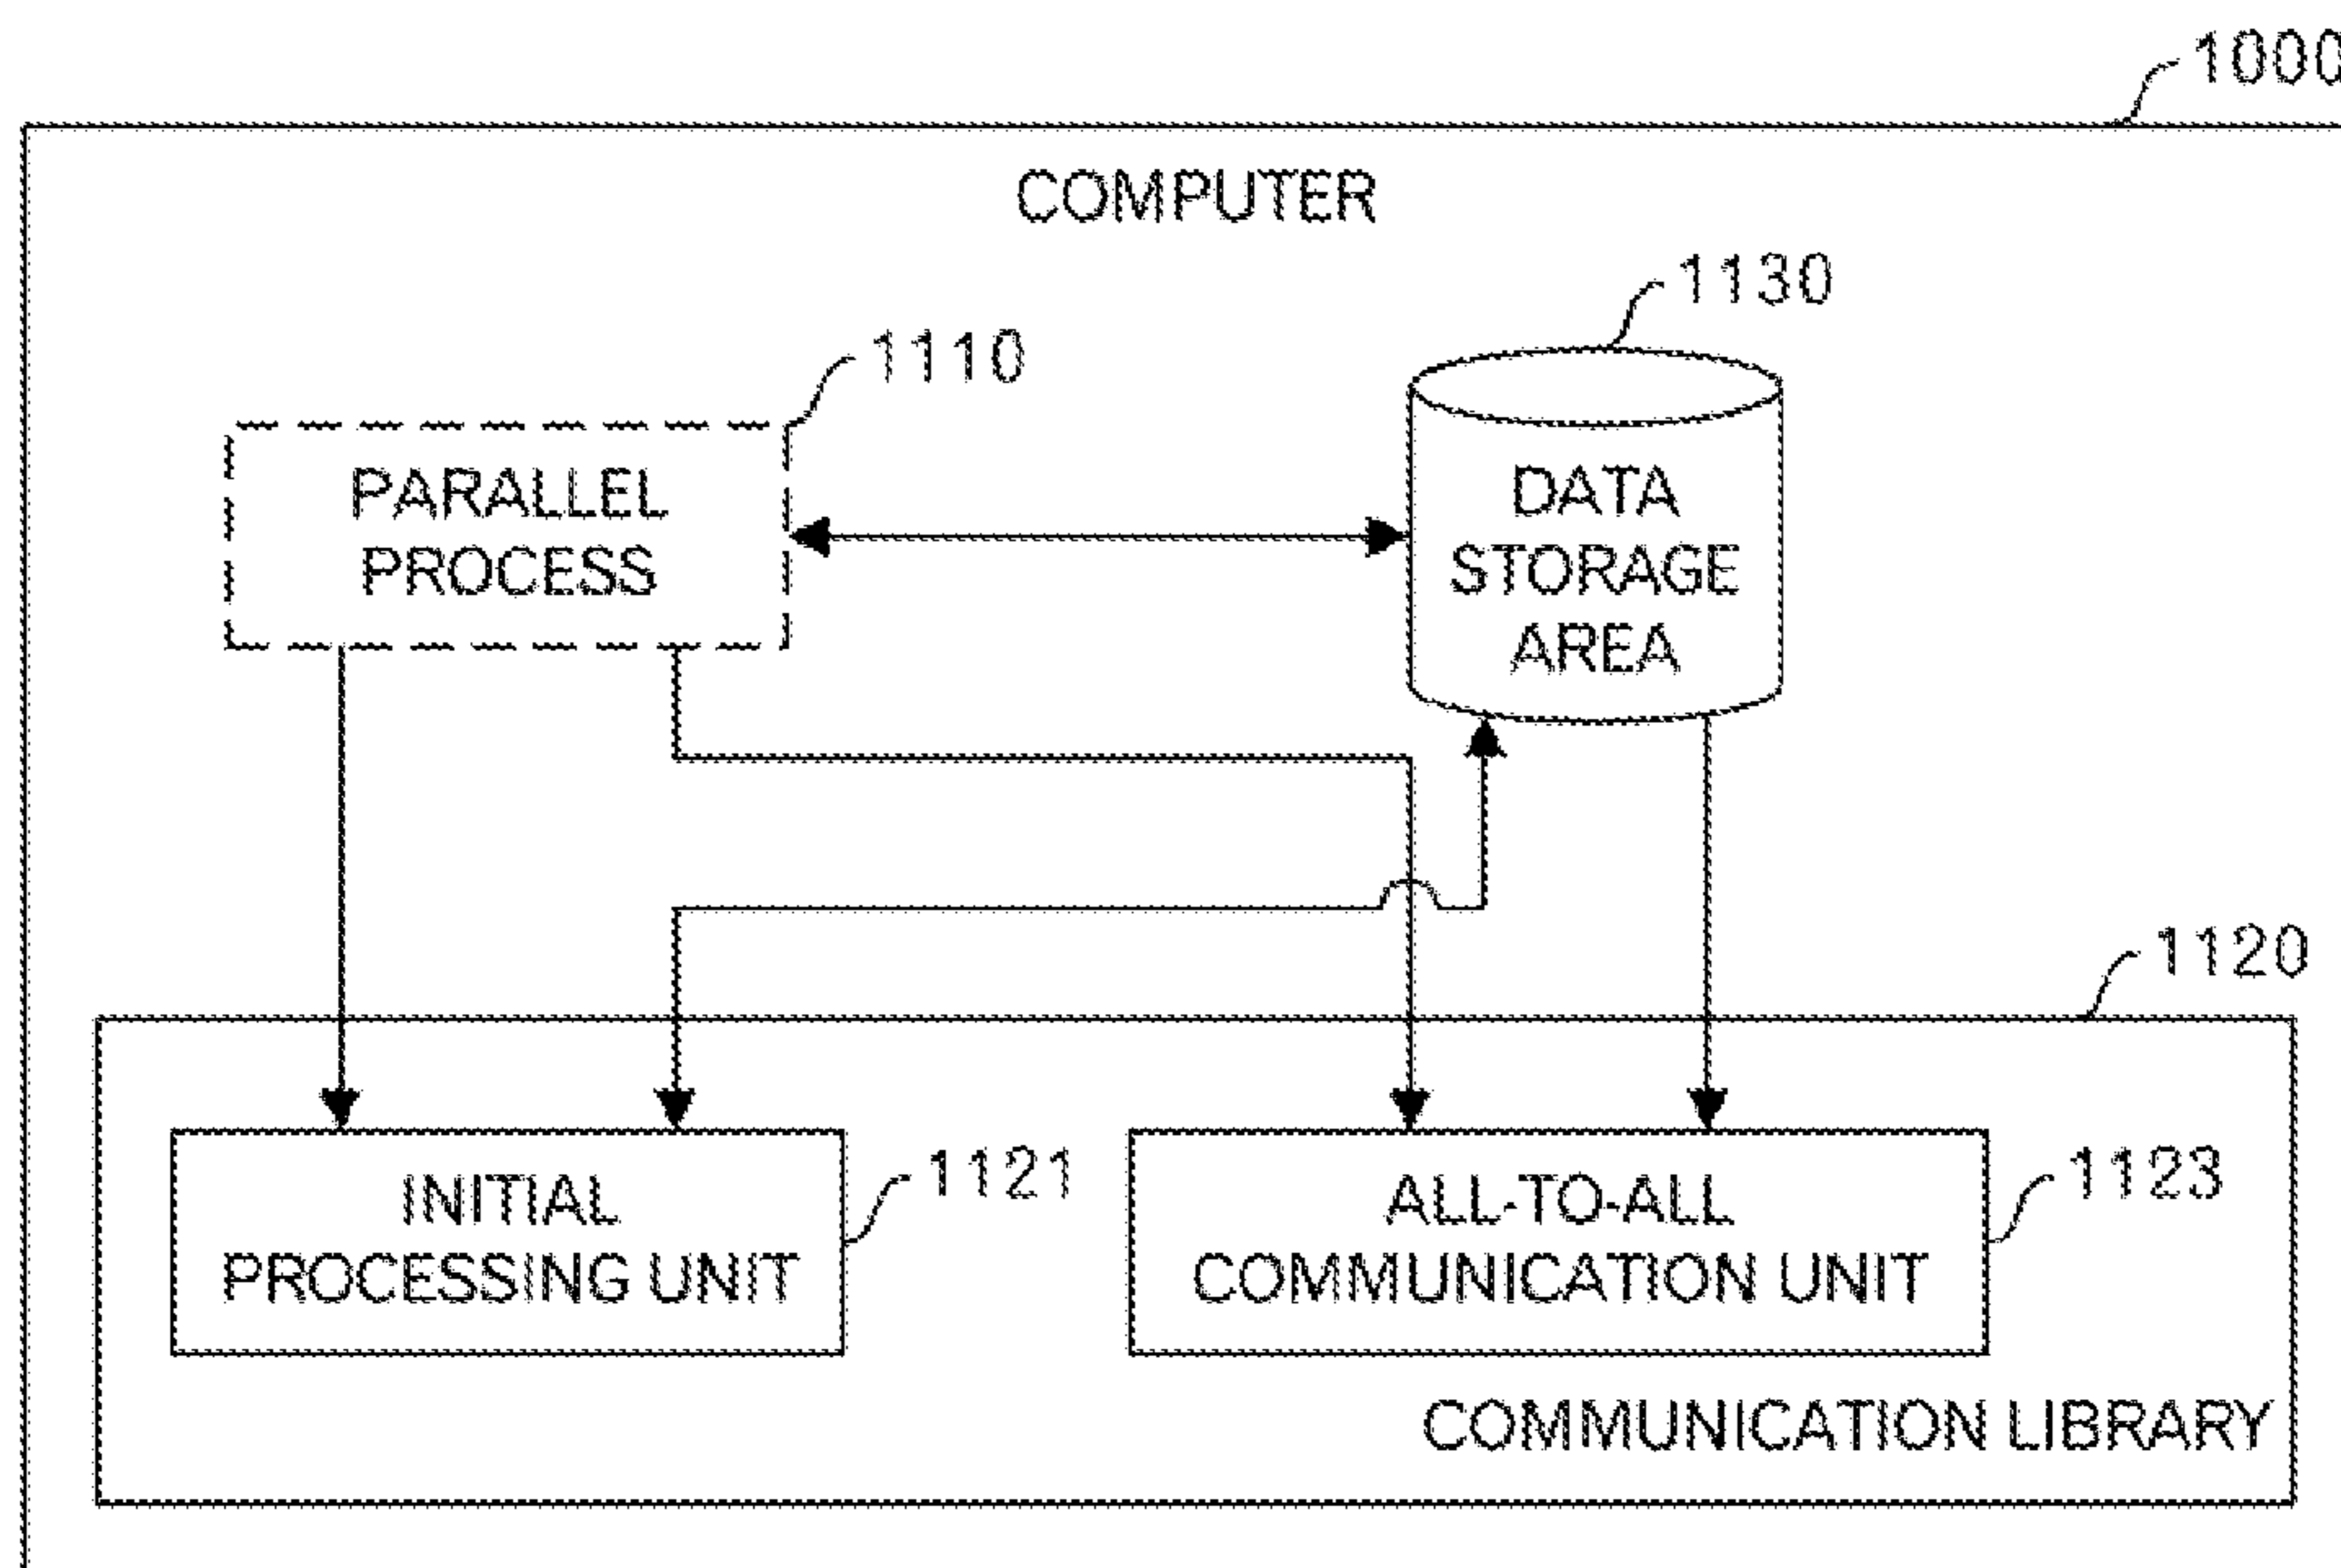 1000
COMPUTER
1130
1110
PARALLEL
PROCESS
DATA
STORAGE
AREA
1120
INITIAL
PROCESSING UNIT
1121
ALL-TO-ALL
COMMUNICATION UNIT
1123
COMMUNICATION LIBRARY